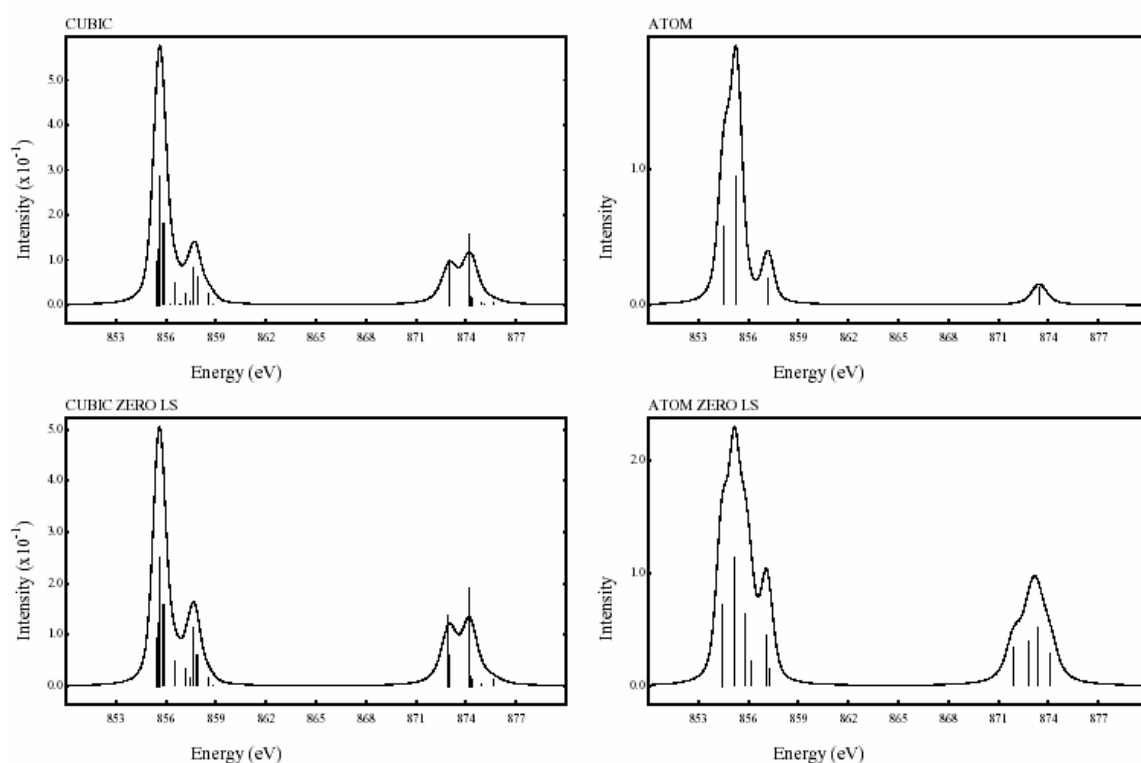 CUBIC
Intensity (x10⁻¹)
5.0
4.0
3.0
2.0
1.0
0.0
853 856 859 862 865 868 871 874 877
Energy (eV)
ATOM
Intensity
1.0
0.0
853 856 859 862 865 868 871 874 877
Energy (eV)
CUBIC ZERO LS
Intensity (x10⁻¹)
5.0
4.0
3.0
2.0
1.0
0.0
853 856 859 862 865 868 871 874 877
Energy (eV)
ATOM ZERO LS
Intensity
2.0
1.0
0.0
853 856 859 862 865 868 871 874 877
Energy (eV)